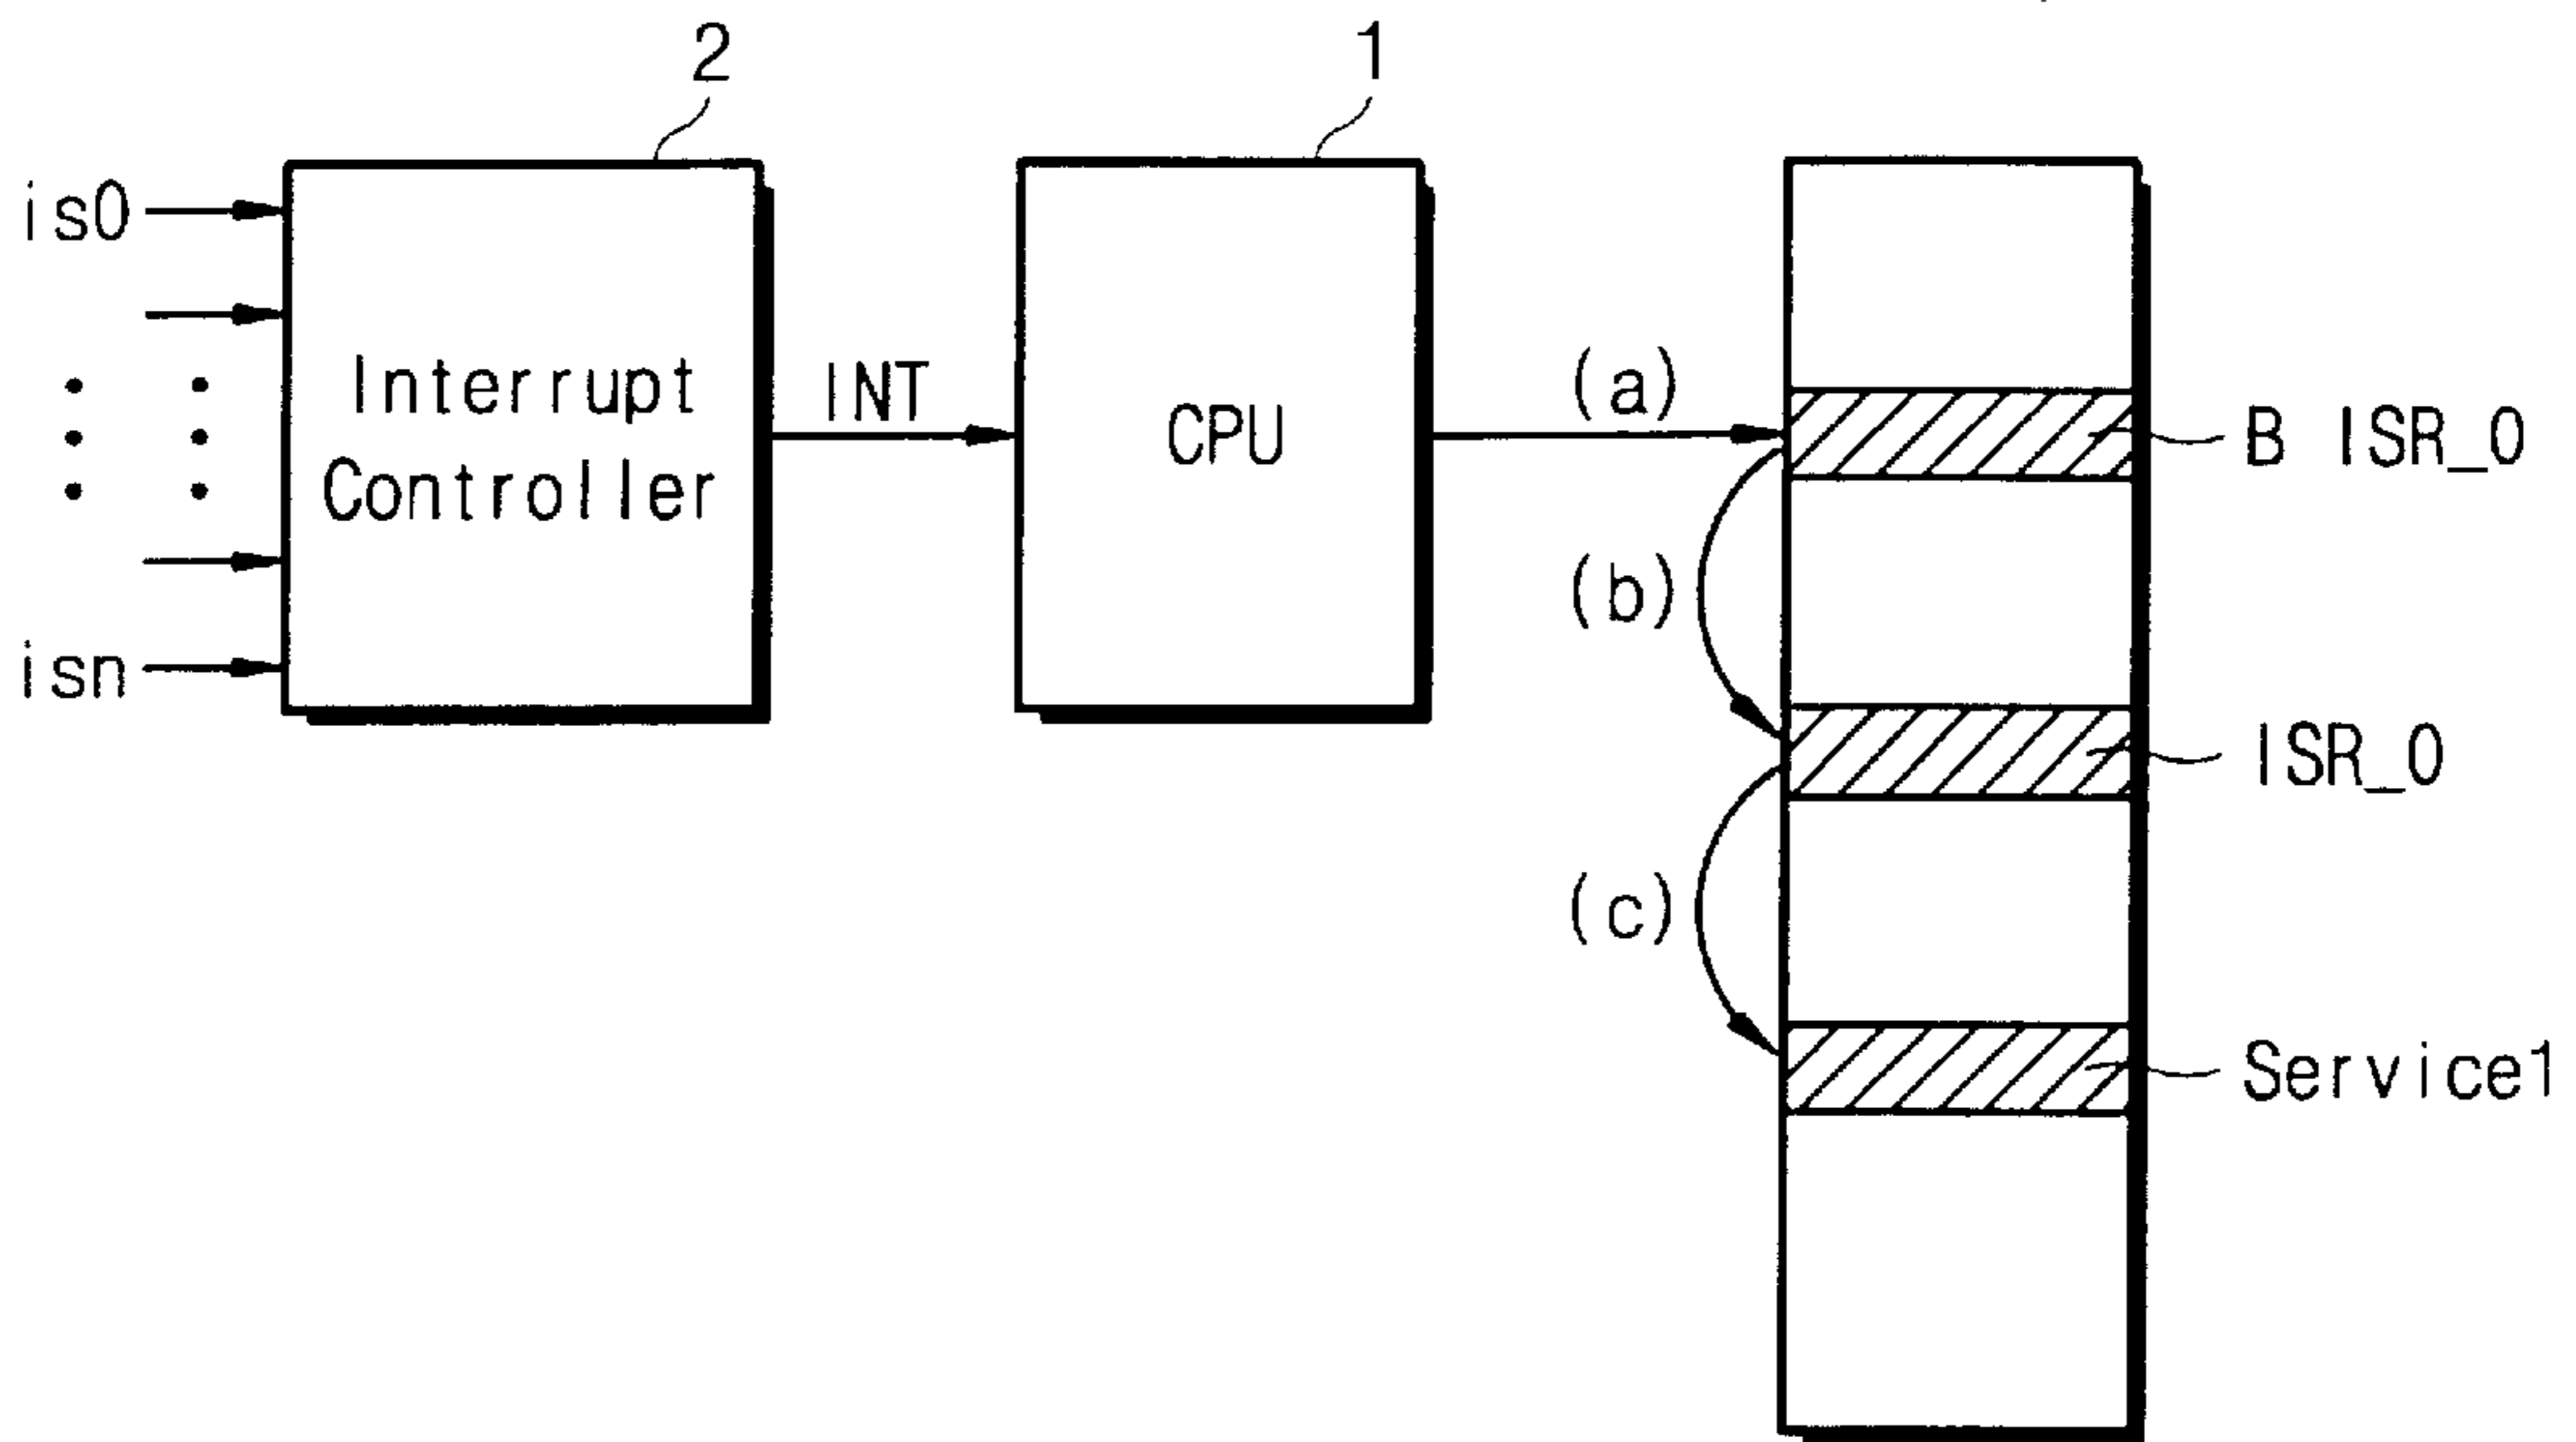 2
1
is0
Interrupt
Controller
INT
CPU
(a)
B ISR_0
(b)
isn
ISR_0
(c)
Service1